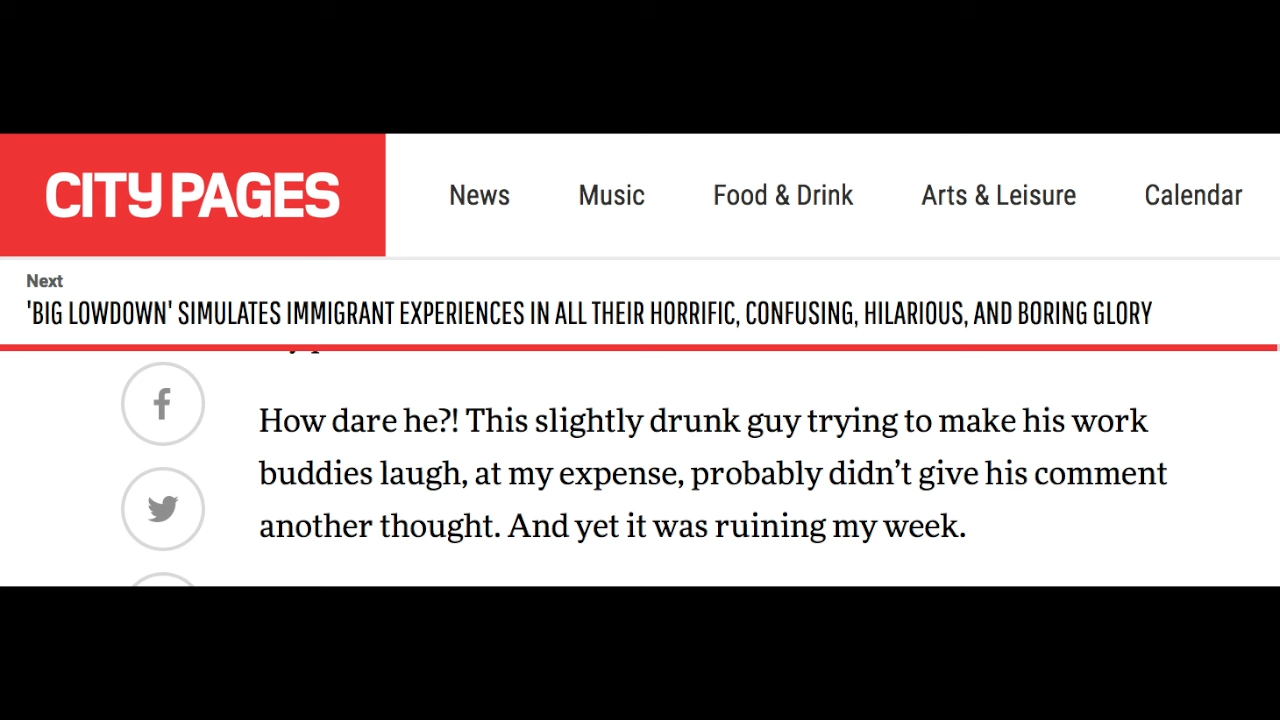 CITY PAGES
News Music Food & Drink Arts & Leisure Calendar
Next
'BIG LOWDOWN' SIMULATES IMMIGRANT EXPERIENCES IN ALL THEIR HORRIFIC, CONFUSING, HILARIOUS, AND BORING GLORY
How dare he?! This slightly drunk guy trying to make his work
buddies laugh, at my expense, probably didn’t give his comment
another thought. And yet it was ruining my week.